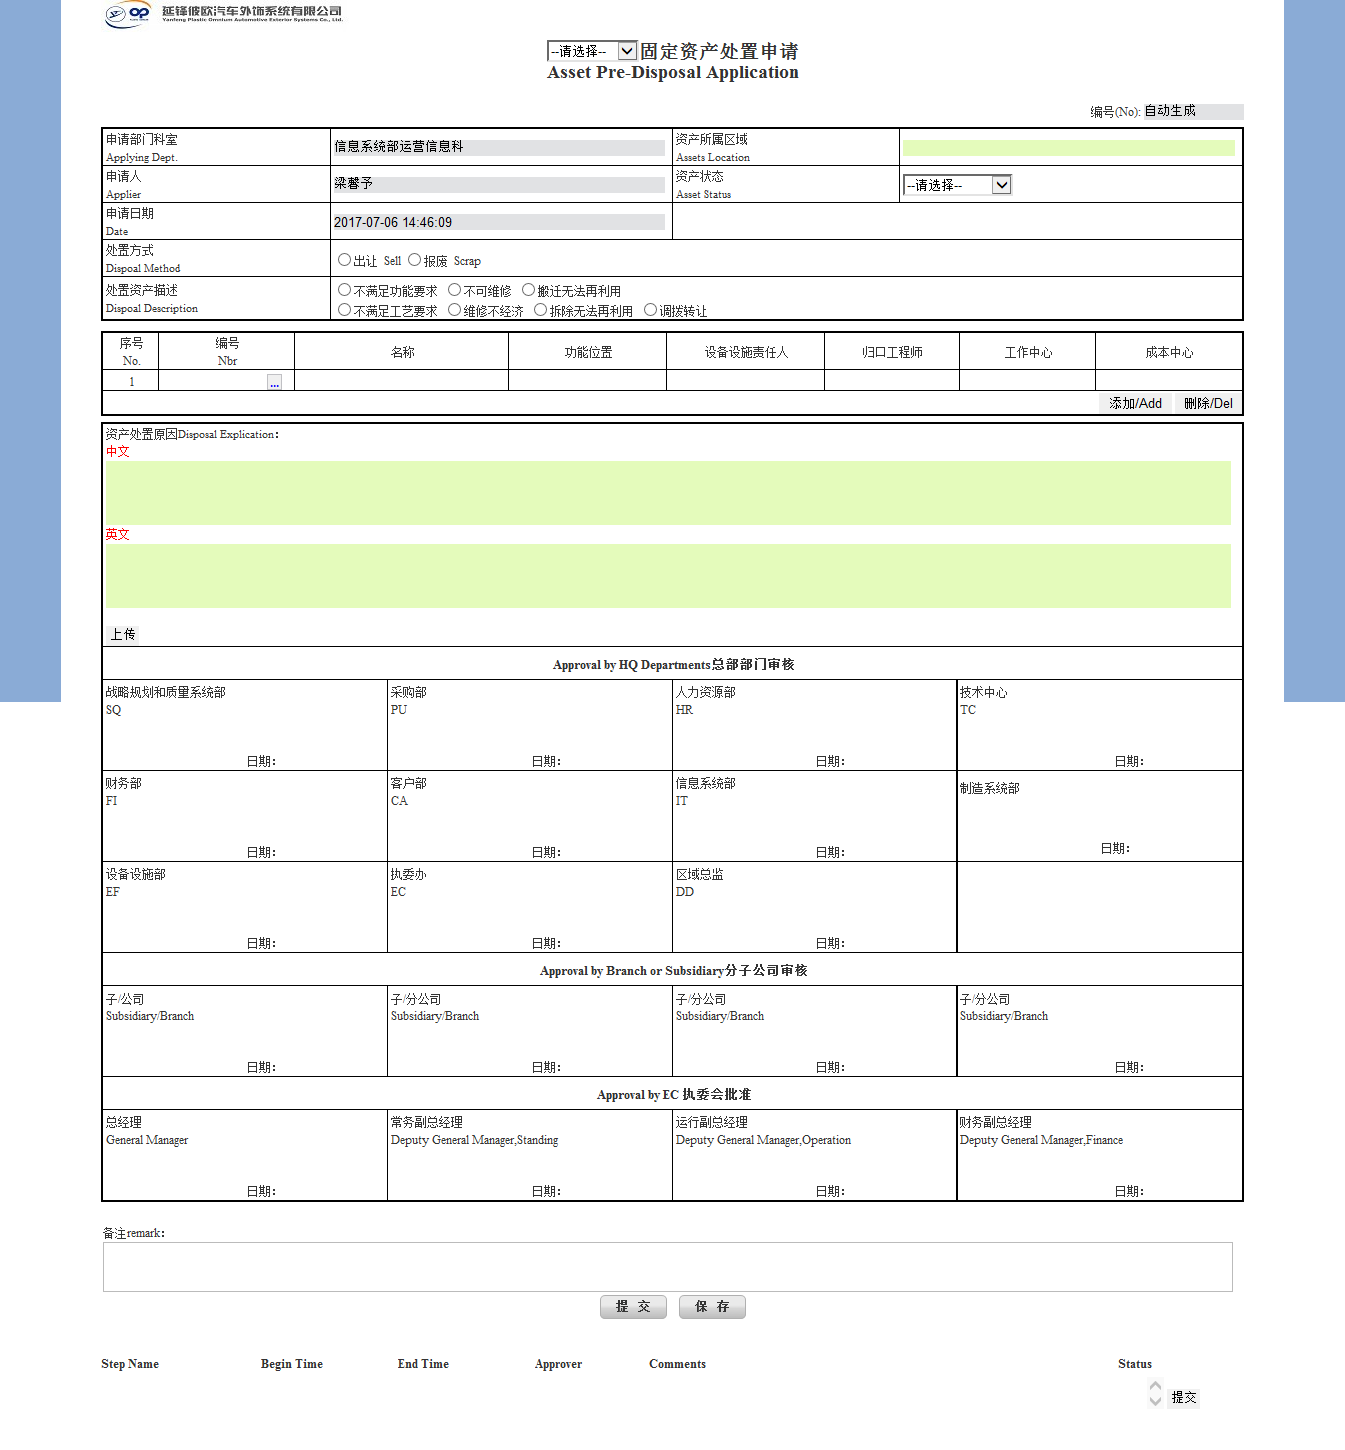 延锋彼欧汽车外饰系统有限公司
Yanfeng Plastic Omnium Automotive Exterior Systems Co., Ltd.
--请选择-- 固定资产处置申请
Asset Pre-Disposal Application
编号(No): 自动生成
申请部门科室
Applying Dept.
信息系统部运营信息科
资产所属区域
Assets Location
申请人
Applier
梁馨予
资产状态
Asset Status
--请选择--
申请日期
Date
2017-07-06 14:46:09
处置方式
Dispoal Method
出让 Sell 报废 Scrap
处置资产描述
Dispoal Description
不满足功能要求 不可维修 搬迁无法再利用
不满足工艺要求 维修不经济 拆除无法再利用 调拨转让
序号
No.
编号
Nbr
名称 功能位置 设备设施责任人 归口工程师 工作中心 成本中心
1 ...
添加/Add 删除/Del
资产处置原因Disposal Explication:
中文
英文
上传
Approval by HQ Departments总部部门审核
战略规划和质量系统部 采购部 人力资源部 技术中心
SQ PU HR TC
日期: 日期: 日期: 日期:
财务部 客户部 信息系统部 制造系统部
FI CA IT
日期: 日期: 日期: 日期:
设备设施部 执委办 区域总监
EF EC DD
日期: 日期: 日期:
Approval by Branch or Subsidiary分子公司审核
子/公司 子/分公司 子/分公司 子/分公司
Subsidiary/Branch Subsidiary/Branch Subsidiary/Branch Subsidiary/Branch
日期: 日期: 日期: 日期:
Approval by EC 执委会批准
总经理 常务副总经理 运行副总经理 财务副总经理
General Manager Deputy General Manager,Standing Deputy General Manager,Operation Deputy General Manager,Finance
日期: 日期: 日期: 日期:
备注remark:
提 交 保 存
Step Name Begin Time End Time Approver Comments Status
提交